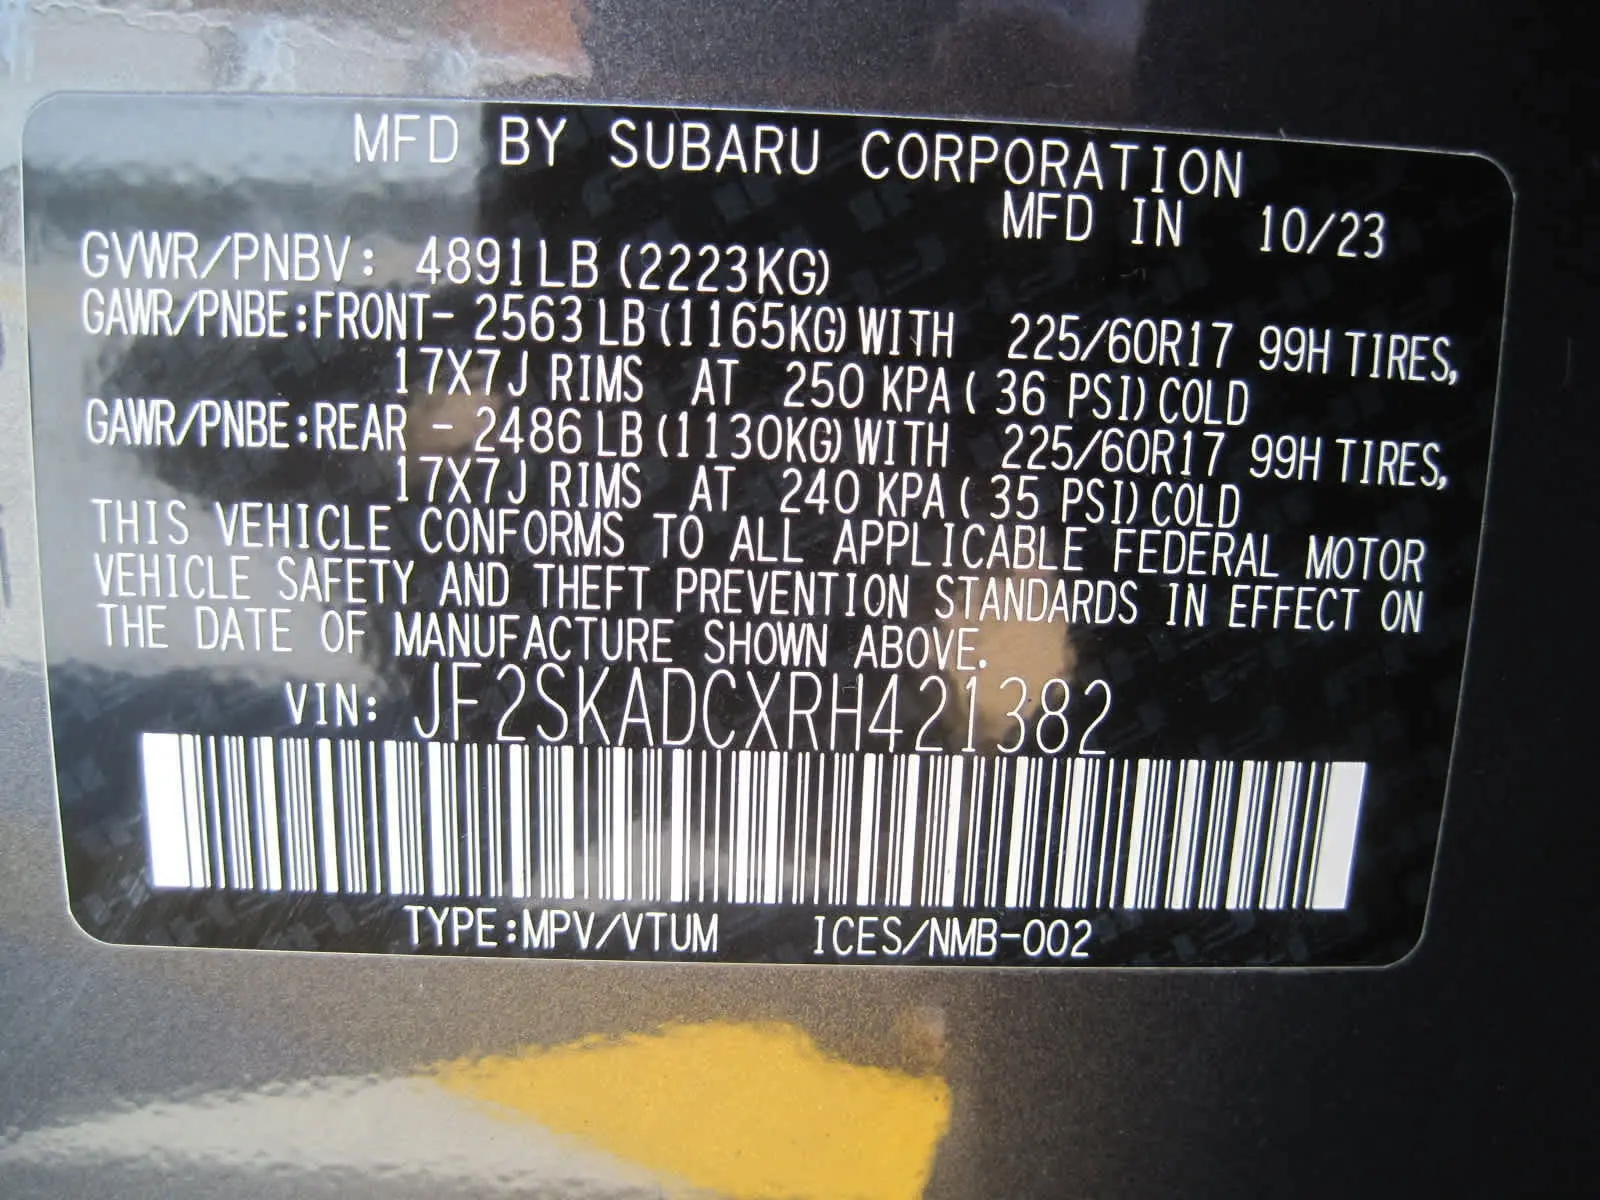 MFD BY SUBARU CORPORATION
MFD IN 10/23
GVWR/PNBV: 4891LB (2223KG)
GAWR/PNBE:FRONT- 2563LB(1165KG)WITH 225/60R17 99H TIRES,
17X7J RIMS AT 250 KPA( 36 PSI)COLD
GAWR/PNBE:REAR - 2486LB(1130KG)WITH 225/60R17 99H TIRES,
17X7J RIMS AT 240 KPA( 35 PSI)COLD
THIS VEHICLE CONFORMS TO ALL APPLICABLE FEDERAL MOTOR
VEHICLE SAFETY AND THEFT PREVENTION STANDARDS IN EFFECT ON
THE DATE OF MANUFACTURE SHOWN ABOVE.
VIN: JF2SKADCXRH421382
TYPE:MPV/VTUM ICES/NMB-002